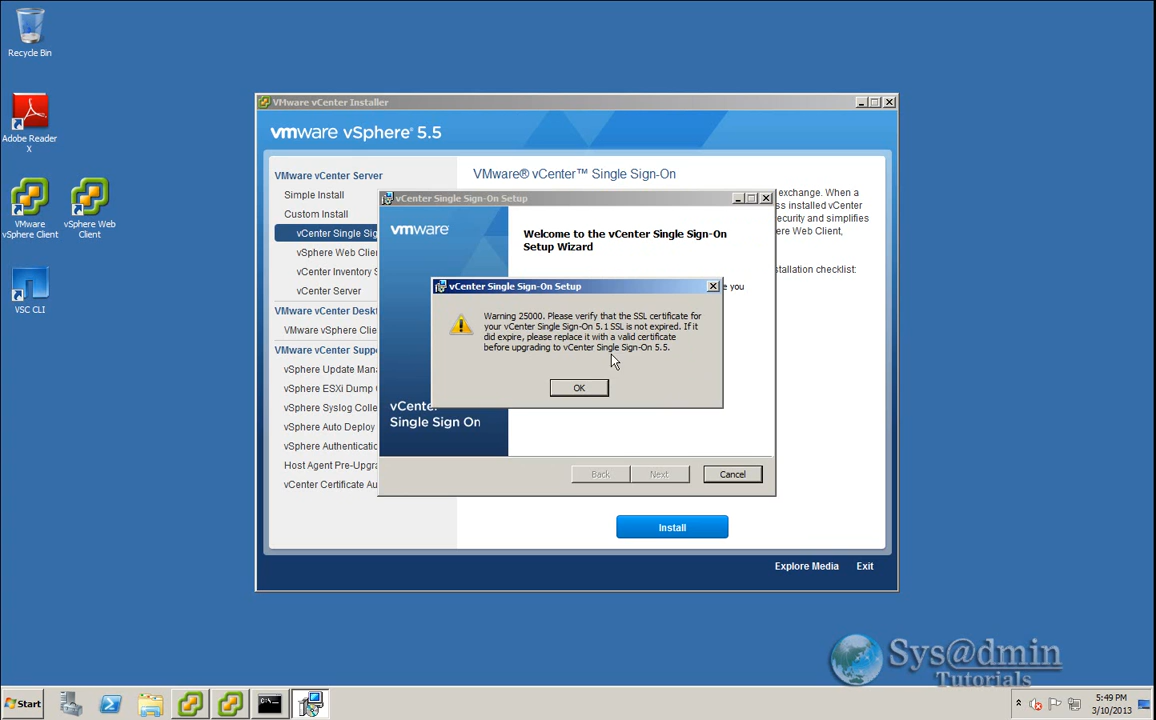 Recycle Bin
Adobe Reader
X
VMware
vSphere Client
vSphere Web
Client
VSC CLI
VMware vCenter Installer
vmware vSphere® 5.5
VMware vCenter Server
Simple Install
Custom Install
vCenter Single Sig
vSphere Web Clie
vCenter Inventory S
vCenter Server
VMware vCenter Deskt
VMware vSphere Clie
VMware vCenter Suppo
vSphere Update Man
vSphere ESXi Dump
vSphere Syslog Colle
vSphere Auto Deploy
vSphere Authenticatio
Host Agent Pre-Upgra
vCenter Certificate Au
VMware® vCenter™ Single Sign-On
exchange. When a
ss installed vCenter
ecurity and simplifies
ere Web Client,
stallation checklist:
Install
Explore Media
Exit
vCenter Single Sign-On Setup
vmware
Welcome to the vCenter Single Sign-On
Setup Wizard
e you
vCenter
Single Sign On
Back
Next
Cancel
vCenter Single Sign-On Setup
Warning 25000. Please verify that the SSL certificate for
your vCenter Single Sign-On 5.1 SSL is not expired. If it
did expire, please replace it with a valid certificate
before upgrading to vCenter Single Sign-On 5.5.
OK
Sys@dmin
Tutorials
Start
5:49 PM
3/10/2013